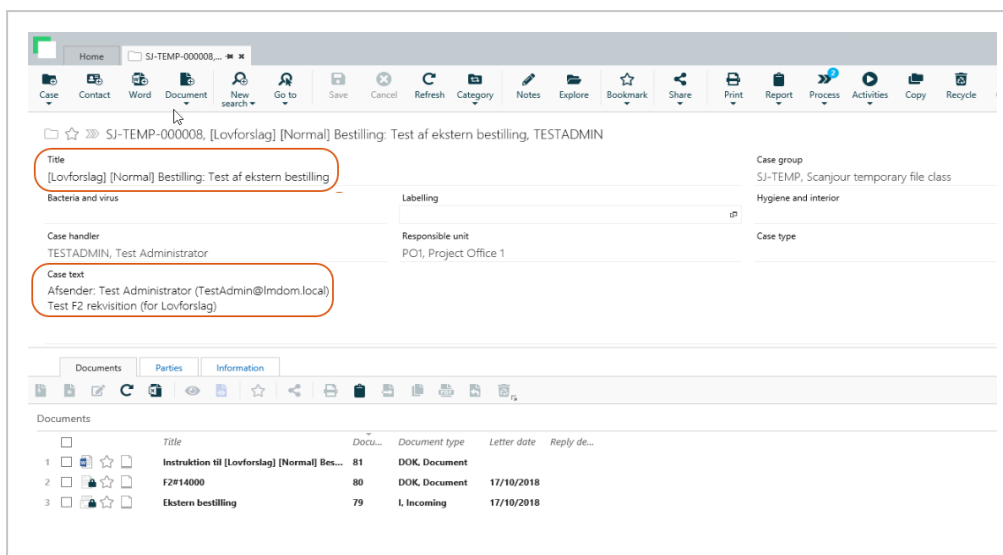 Home SJ-TEMP-000008,...
Case Contact Word Document New search Go to Save Cancel Refresh Category Notes Explore Bookmark Share Print Report Process 2 Activities Copy Recycle
SJ-TEMP-000008, [Lovforslag] [Normal] Bestilling: Test af ekstern bestilling, TESTADMIN
Title Case group
[Lovforslag] [Normal] Bestilling: Test af ekstern bestilling SJ-TEMP, Scanjour temporary file class
Bacteria and virus Labelling Hygiene and interior
Case handler Responsible unit Case type
TESTADMIN, Test Administrator PO1, Project Office 1
Case text
Afsender: Test Administrator (TestAdmin@lmdom.local)
Test F2 rekvisition (for Lovforslag)
Documents Parties Information
Documents
Title Docu... Document type Letter date Reply de...
1 Instruktion til [Lovforslag] [Normal] Bes... 81 DOK, Document
2 F2#14000 80 DOK, Document 17/10/2018
3 Ekstern bestilling 79 I, Incoming 17/10/2018